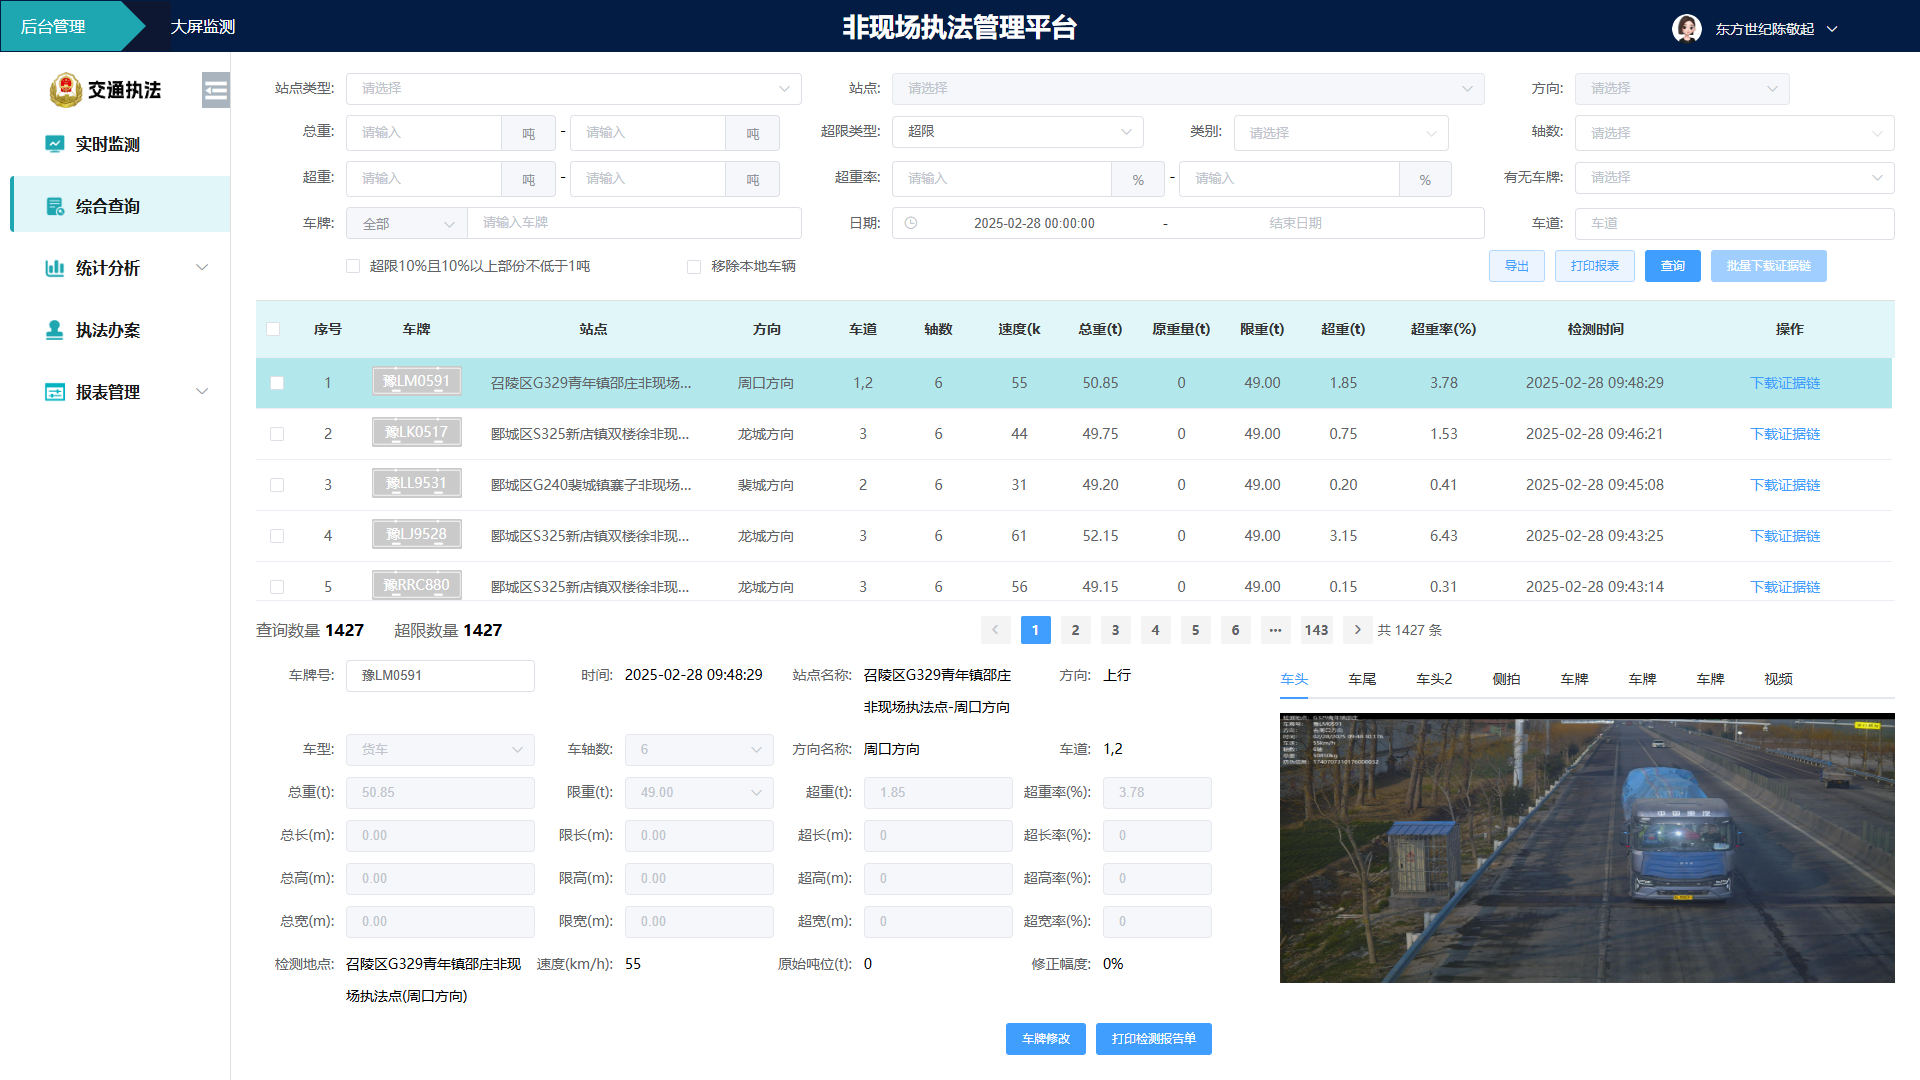 后台管理 大屏监测 非现场执法管理平台 东方世纪陈敬起
交通执法
实时监测
综合查询
统计分析
执法办案
报表管理
站点类型: 请选择 站点: 请选择 方向: 请选择
总重: 请输入 吨 - 请输入 吨 超限类型: 超限 类别: 请选择 轴数: 请选择
超重: 请输入 吨 - 请输入 吨 超重率: 请输入 % - 请输入 % 有无车牌: 请选择
车牌: 全部 请输入车牌 日期: 2025-02-28 00:00:00 - 结束日期 车道: 车道
超限10%且10%以上部份不低于1吨 移除本地车辆 导出 打印报表 查询 批量下载证据链
序号 车牌 站点 方向 车道 轴数 速度(k 总重(t) 原重量(t) 限重(t) 超重(t) 超重率(%) 检测时间 操作
1 豫LM0591 召陵区G329青年镇邵庄非现场... 周口方向 1,2 6 55 50.85 0 49.00 1.85 3.78 2025-02-28 09:48:29 下载证据链
2 豫LK0517 郾城区S325新店镇双楼徐非现... 龙城方向 3 6 44 49.75 0 49.00 0.75 1.53 2025-02-28 09:46:21 下载证据链
3 豫LL9531 郾城区G240裴城镇寨子非现场... 裴城方向 2 6 31 49.20 0 49.00 0.20 0.41 2025-02-28 09:45:08 下载证据链
4 豫LJ9528 郾城区S325新店镇双楼徐非现... 龙城方向 3 6 61 52.15 0 49.00 3.15 6.43 2025-02-28 09:43:25 下载证据链
5 豫RRC880 郾城区S325新店镇双楼徐非现... 龙城方向 3 6 56 49.15 0 49.00 0.15 0.31 2025-02-28 09:43:14 下载证据链
查询数量 1427 超限数量 1427 1 2 3 4 5 6 ··· 143 共 1427 条
车牌号: 豫LM0591 时间: 2025-02-28 09:48:29 站点名称: 召陵区G329青年镇邵庄
非现场执法点-周口方向 方向: 上行
车型: 货车 车轴数: 6 方向名称: 周口方向 车道: 1,2
总重(t): 50.85 限重(t): 49.00 超重(t): 1.85 超重率(%): 3.78
总长(m): 0.00 限长(m): 0.00 超长(m): 0 超长率(%): 0
总高(m): 0.00 限高(m): 0.00 超高(m): 0 超高率(%): 0
总宽(m): 0.00 限宽(m): 0.00 超宽(m): 0 超宽率(%): 0
检测地点: 召陵区G329青年镇邵庄非现
场执法点(周口方向) 速度(km/h): 55 原始吨位(t): 0 修正幅度: 0%
车牌修改 打印检测报告单
车头 车尾 车头2 侧拍 车牌 车牌 车牌 视频